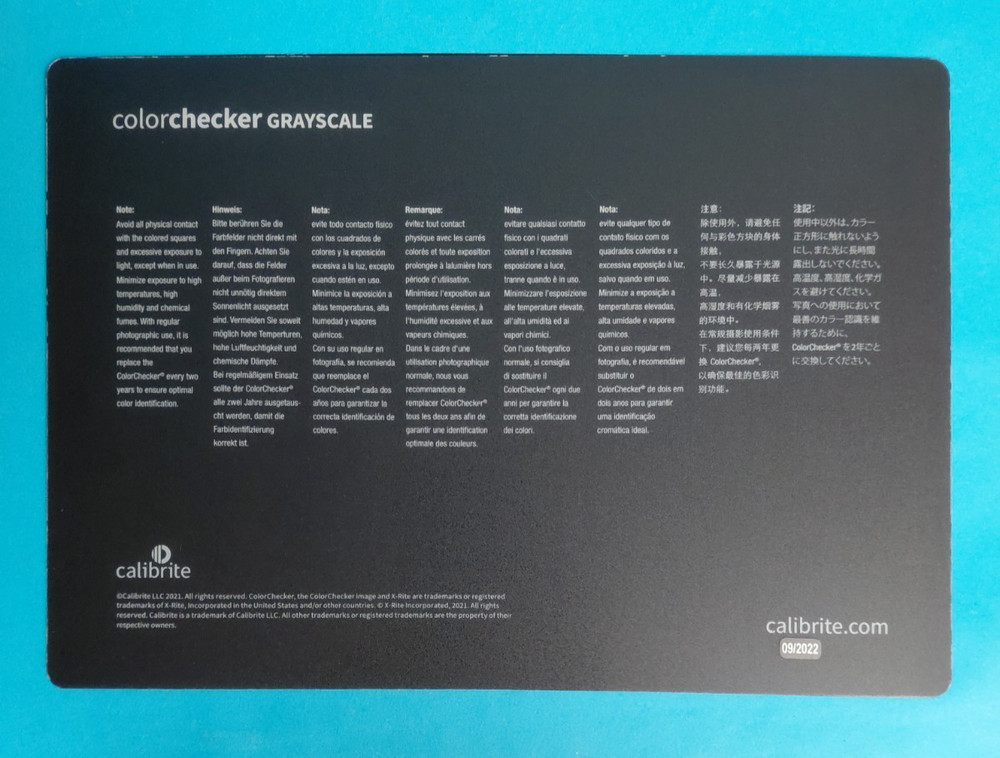 colorchecker GRAYSCALE
Note:
Avoid all physical contact
with the colored squares
and excessive exposure to
light, except when in use.
Minimize exposure to high
temperatures, high
humidity and chemical
fumes. With regular
photographic use, it is
recommended that you
replace the
ColorChecker® every two
years to ensure optimal
color identification.
Hinweis:
Bitte berühren Sie die
Farbfelder nicht direkt mit
den Fingern. Achten Sie
darauf, dass die Felder
außer beim Fotografieren
nicht unnötig direktem
Sonnenlicht ausgesetzt
sind. Vermeiden Sie soweit
möglich hohe Temperturen,
hohe Luftfeuchtigkeit und
chemische Dämpfe.
Bei regelmäßigem Einsatz
sollte der ColorChecker®
alle zwei Jahre ausgetaus-
cht werden, damit die
Farbidentifizierung
korrekt ist.
Nota:
evite todo contacto físico
con los cuadrados de
colores y la exposición
excesiva a la luz, excepto
cuando estén en uso.
Minimice la exposición a
altas temperaturas, alta
humedad y vapores
químicos.
Con su uso regular en
fotografía, se recomienda
que reemplace el
ColorChecker® cada dos
años para garantizar la
correcta identificación de
colores.
Remarque:
évitez tout contact
physique avec les carrés
colorés et toute exposition
prolongée à lalumière hors
période d'utilisation.
Minimisez l'exposition aux
températures élevées, à
l'humidité excessive et aux
vapeurs chimiques.
Dans le cadre d'une
utilisation photographique
normale, nous vous
recommandons de
remplacer ColorChecker®
tous les deux ans afin de
garantir une identification
optimale des couleurs.
Nota:
evitare qualsiasi contatto
fisico con i quadrati
colorati e l'eccessiva
esposizione a luce,
tranne quando è in uso.
Minimizzare l'esposizione
alle temperature elevate,
all'alta umidità ed ai
vapori chimici.
Con l'uso fotografico
normale, si consiglia
di sostituire il
ColorChecker® ogni due
anni per garantire la
corretta identificazione
dei colori.
Nota:
evite qualquer tipo de
contato físico com os
quadrados coloridos e a
excessiva exposição à luz,
salvo quando em uso.
Minimize a exposição a
temperaturas elevadas,
alta umidade e vapores
químicos.
Com o uso regular em
fotografia, é recomendável
substituir o
ColorChecker® de dois em
dois anos para garantir
uma identificação
cromática ideal.
注意:
除使用外，请避免任
何与彩色方块的身体
接触。
不要长久暴露于光源
中。尽量减少暴露在
高温，
高湿度和有化学烟雾
的环境中。
在常规摄影使用条件
下，建议您每两年更
换 ColorChecker®，
以确保最佳的色彩识
别功能。
注記:
使用中以外は、カラー
正方形に触れないよう
にし、また光に長時間
露出しないでください。
高温度、高湿度、化学ガ
スを避けてください。
写真への使用において
最善のカラー認識を維
持するために、
ColorChecker® を2年ごと
に交換してください。
calibrite
©Calibrite LLC 2021. All rights reserved. ColorChecker, the ColorChecker image and X-Rite are trademarks or registered
trademarks of X-Rite, Incorporated in the United States and/or other countries. © X-Rite Incorporated, 2021. All rights
reserved. Calibrite is a trademark of Calibrite LLC. All other trademarks or registered trademarks are the property of their
respective owners.
calibrite.com
09/2022